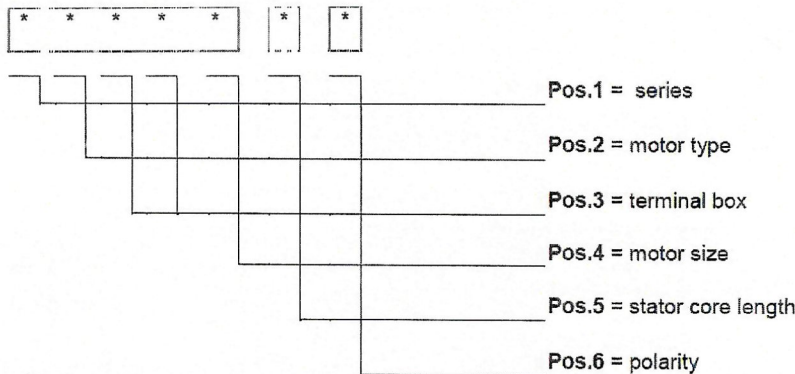 * * * * * * *
Pos.1 = series
Pos.2 = motor type
Pos.3 = terminal box
Pos.4 = motor size
Pos.5 = stator core length
Pos.6 = polarity